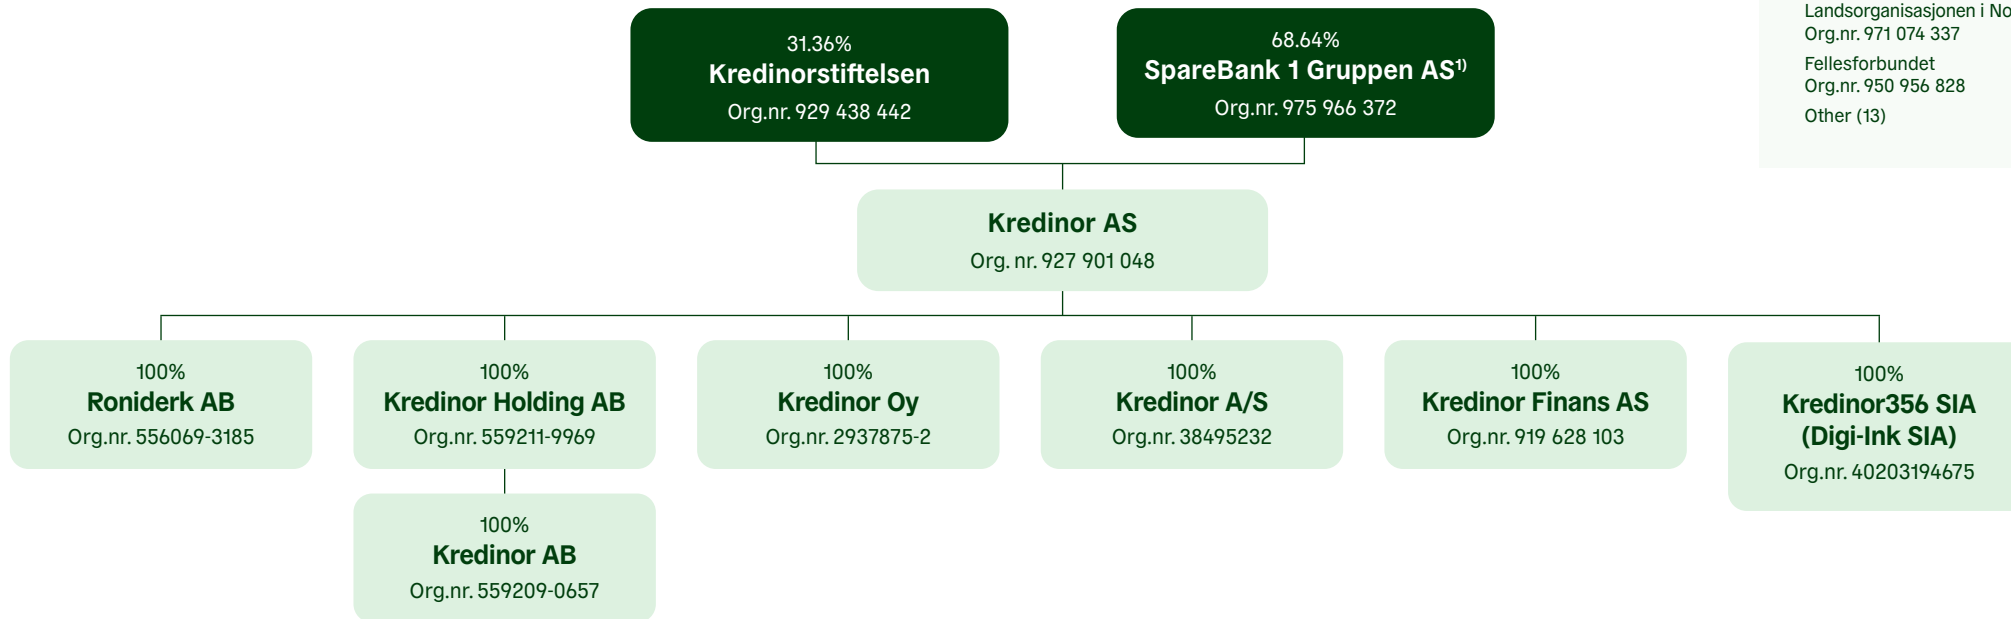 31.36%
Kredinorstiftelsen
Org.nr. 929 438 442
68.64%
SpareBank 1 Gruppen AS¹⁾
Org.nr. 975 966 372
Landsorganisasjonen i
Org.nr. 971 074 337
Fellesforbundet
Org.nr. 950 956 828
Other (13)
Kredinor AS
Org. nr. 927 901 048
100%
Roniderk AB
Org.nr. 556069-3185
100%
Kredinor Holding AB
Org.nr. 559211-9969
100%
Kredinor Oy
Org.nr. 2937875-2
100%
Kredinor A/S
Org.nr. 38495232
100%
Kredinor Finans AS
Org.nr. 919 628 103
100%
Kredinor356 SIA
(Digi-Ink SIA)
Org.nr. 40203194675
100%
Kredinor AB
Org.nr. 559209-0657